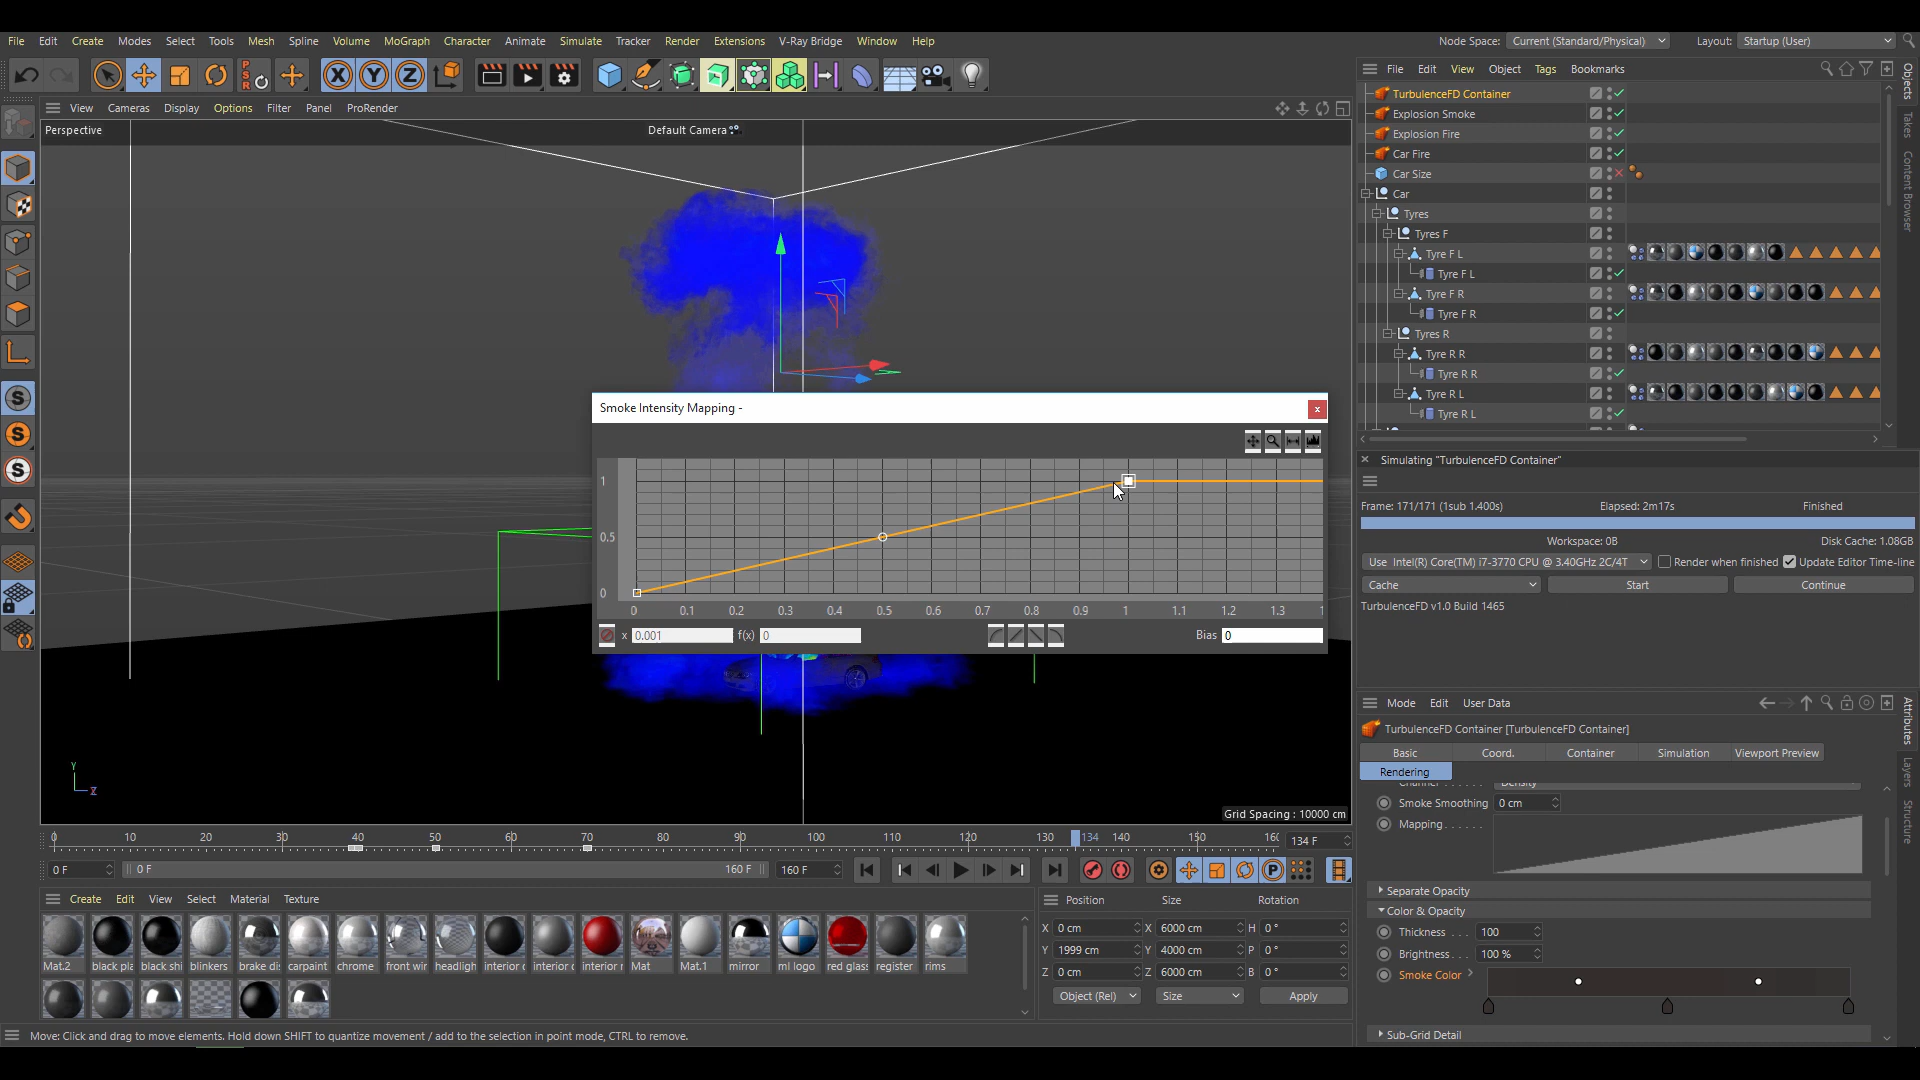 File Edit Create Modes Select Tools Mesh Spline Volume MoGraph Character Animate Simulate Tracker Render Extensions V-Ray Bridge Window Help
Node Space: Current (Standard/Physical) Layout: Startup (User)
View Cameras Display Options Filter Panel ProRender
Perspective
Default Camera
File Edit View Object Tags Bookmarks
TurbulenceFD Container
Explosion Smoke
Explosion Fire
Car Fire
Car Size
Car
Tyres
Tyres F
Tyre F L
Tyre F L
Tyre F R
Tyre F R
Tyres R
Tyre R R
Tyre R R
Tyre R L
Tyre R L
Objects
Takes
Content Browser
Smoke Intensity Mapping -
x
1
0.5
0
0 0.1 0.2 0.3 0.4 0.5 0.6 0.7 0.8 0.9 1 1.1 1.2 1.3 1
x 0.001 f(x) 0
Bias 0
Simulating "TurbulenceFD Container"
Frame: 171/171 (1sub 1.400s) Elapsed: 2m17s Finished
Workspace: 0B Disk Cache: 1.08GB
Use Intel(R) Core(TM) i7-3770 CPU @ 3.40GHz 2C/4T Render when finished Update Editor Time-line
Cache Start Continue
TurbulenceFD v1.0 Build 1465
Mode Edit User Data
TurbulenceFD Container [TurbulenceFD Container]
Basic Coord. Container Simulation Viewport Preview
Rendering
Smoke Smoothing 0 cm
Mapping
Separate Opacity
Color & Opacity
Thickness 100
Brightness 100 %
Smoke Color
Sub-Grid Detail
Attributes
Layers
Structure
Y
Z
Grid Spacing : 10000 cm
0 10 20 30 40 50 60 70 80 90 100 110 120 130 134 140 150 16 134 F
0 F 0 F 160 F 160 F
Create Edit View Select Material Texture
Mat.2 black pla black shi blinkers brake di carpaint chrome front wir headligh interior c interior c interior r Mat Mat.1 mirror ml logo red glass register rims
Position Size Rotation
X 0 cm X 6000 cm H 0 °
Y 1999 cm Y 4000 cm P 0 °
Z 0 cm Z 6000 cm B 0 °
Object (Rel) Size Apply
Move: Click and drag to move elements. Hold down SHIFT to quantize movement / add to the selection in point mode, CTRL to remove.